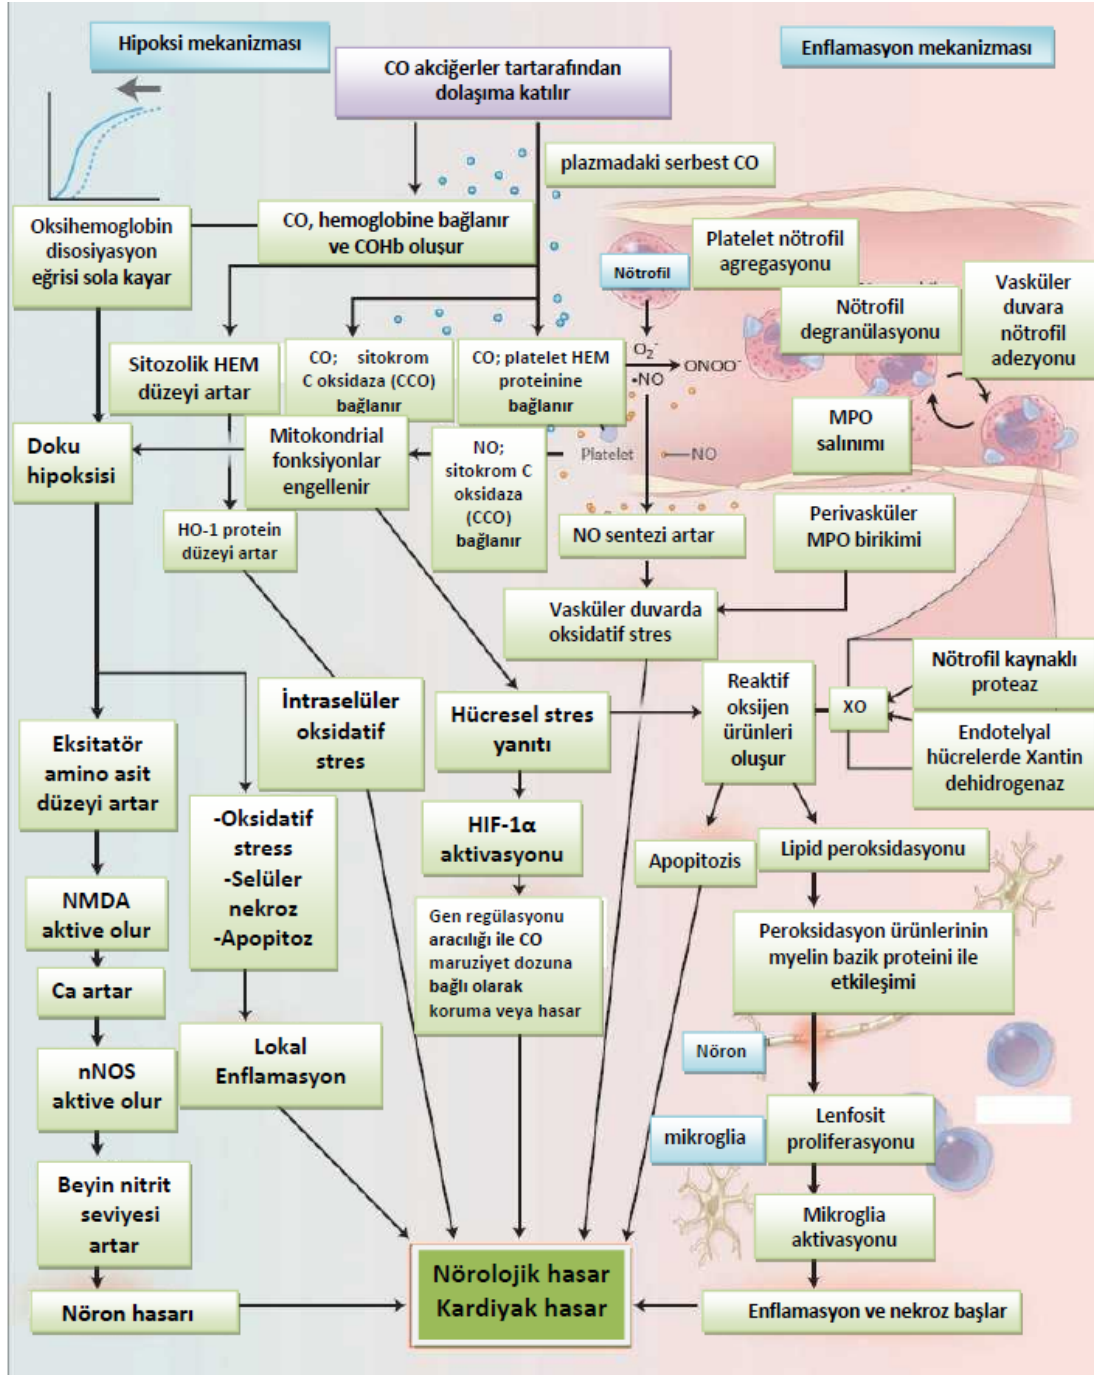 Hipoksi mekanizması
Enflamasyon mekanizması
CO akciğerler tartarafından
dolaşıma katılır
plazmadaki serbest CO
CO, hemoglobine bağlanır
ve COHb oluşur
Oksihemoglobin
disosiyasyon
eğrisi sola kayar
Nötrofil
Platelet nötrofil
agregasyonu
Nötrofil
degranülasyonu
Vasküler
duvara
nötrofil
adezyonu
Sitozolik HEM
düzeyi artar
CO; sitokrom
C oksidaza (CCO)
bağlanır
CO; platelet HEM
proteinine
bağlanır
O2-
•NO
ONOO-
MPO
salınımı
Doku
hipoksisi
Mitokondrial
fonksiyonlar
engellenir
NO;
sitokrom C
oksidaza
(CCO)
bağlanır
Platelet
NO
HO-1 protein
düzeyi artar
NO sentezi artar
Perivasküler
MPO birikimi
Vasküler duvarda
oksidatif stres
İntraselüler
oksidatif
stres
Hücresel stres
yanıtı
Reaktif
oksijen
ürünleri
oluşur
XO
Nötrofil kaynaklı
proteaz
Endotelyal
hücrelerde Xantin
dehidrogenaz
Eksitatör
amino asit
düzeyi artar
-Oksidatif
stress
-Selüler
nekroz
-Apopitoz
HIF-1α
aktivasyonu
Apopitozis
Lipid peroksidasyonu
NMDA
aktive olur
Gen regülasyonu
aracılığı ile CO
maruziyet dozuna
bağlı olarak
koruma veya hasar
Peroksidasyon ürünlerinin
myelin bazik proteini ile
etkileşimi
Ca artar
Lokal
Enflamasyon
Nöron
nNOS
aktive olur
mikroglia
Lenfosit
proliferasyonu
Beyin nitrit
seviyesi
artar
Mikroglia
aktivasyonu
Nöron hasarı
Nörolojik hasar
Kardiyak hasar
Enflamasyon ve nekroz başlar